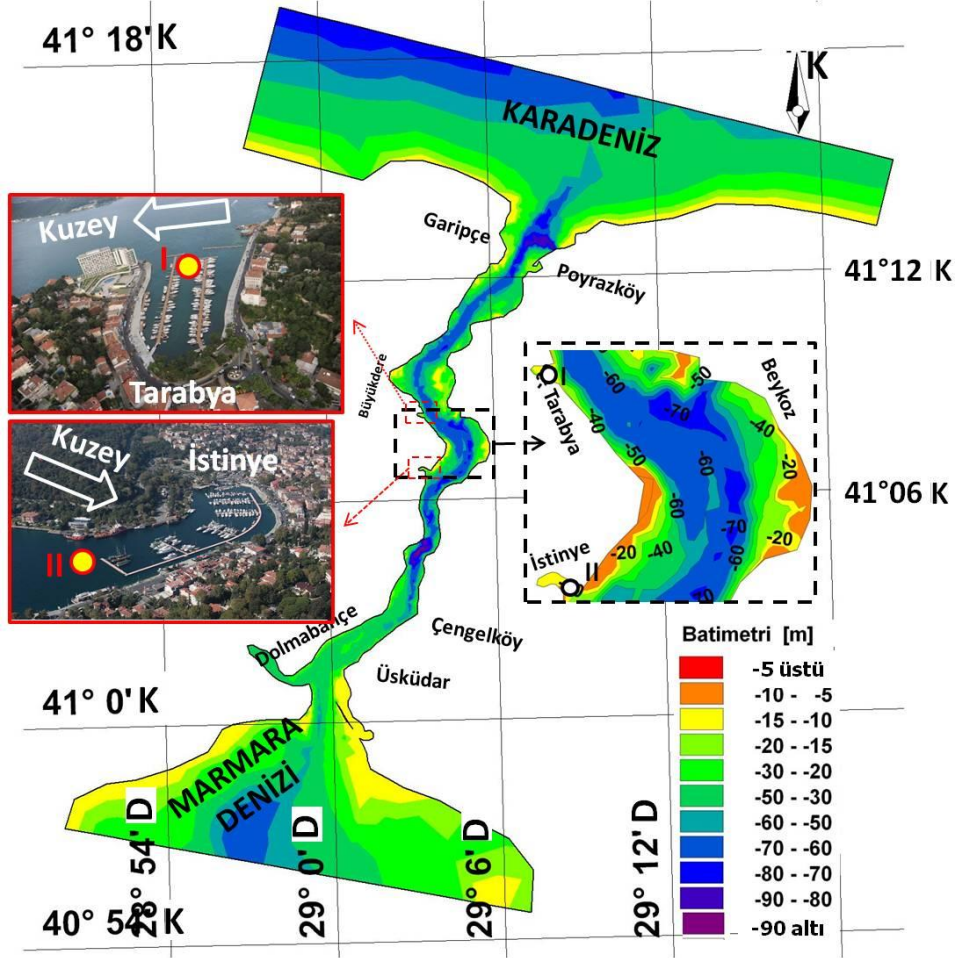 41° 18' K
K
KARADENİZ
Kuzey
I
Tarabya
Garipçe
Poyrazköy
41°12 K
Büyükdere
Kuzey
İstinye
II
I
Tarabya
Beykoz
İstinye
II
-60
-50
-70
-40
-40
-50
-60
-20
-60
-70
-20
-20
-40
-60
41°06 K
Dolmabahçe
Çengelköy
Üsküdar
41° 0' K
MARMARA
DENİZİ
Batimetri [m]
-5 üstü
-10 - -5
-15 - -10
-20 - -15
-30 - -20
-50 - -30
-60 - -50
-70 - -60
-80 - -70
-90 - -80
-90 altı
40° 54' K
28° 54' D
29° 0' D
29° 6' D
29° 12' D